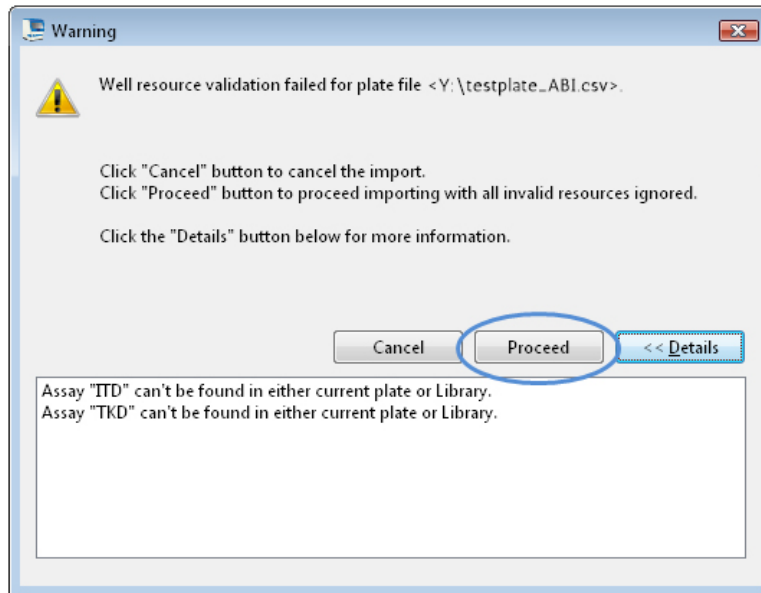 Warning
Well resource validation failed for plate file <Y:\testplate_ABI.csv>.
Click "Cancel" button to cancel the import.
Click "Proceed" button to proceed importing with all invalid resources ignored.
Click the "Details" button below for more information.
Cancel Proceed << Details
Assay "ITD" can't be found in either current plate or Library.
Assay "TKD" can't be found in either current plate or Library.